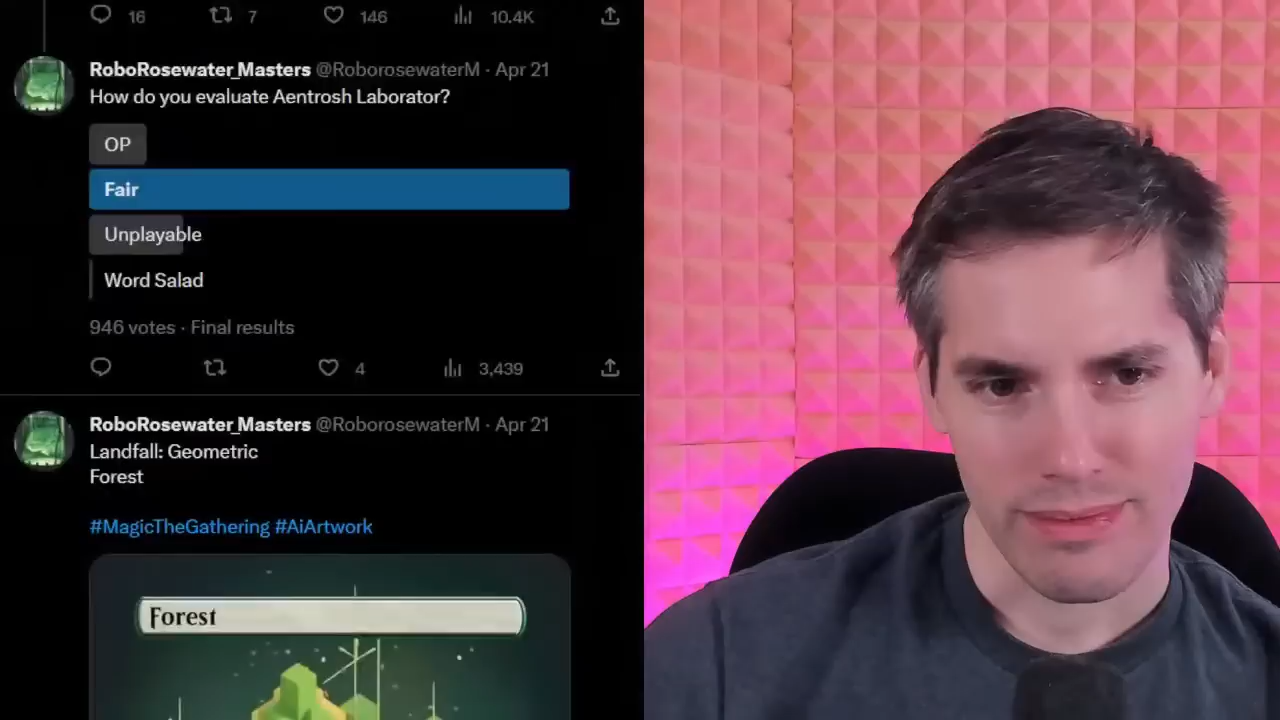 16 7 146 10.4K
RoboRosewater_Masters @RoborosewaterM · Apr 21
How do you evaluate Aentrosh Laborator?
OP
Fair
Unplayable
Word Salad
946 votes · Final results
4 3,439
RoboRosewater_Masters @RoborosewaterM · Apr 21
Landfall: Geometric
Forest
#MagicTheGathering #AiArtwork
Forest